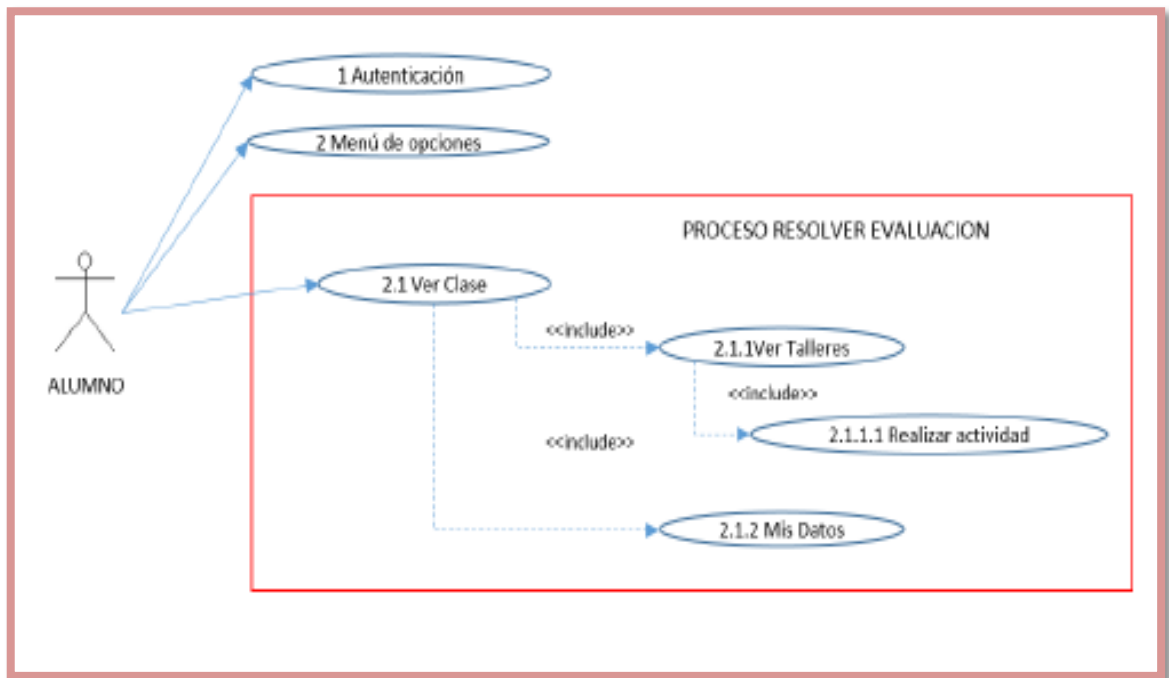 1 Autenticación
2 Menú de opciones
PROCESO RESOLVER EVALUACION
2.1 Ver Clase
<<include>>
2.1.1Ver Talleres
ALUMNO
<<include>>
2.1.1.1 Realizar actividad
<<include>>
2.1.2 Mis Datos